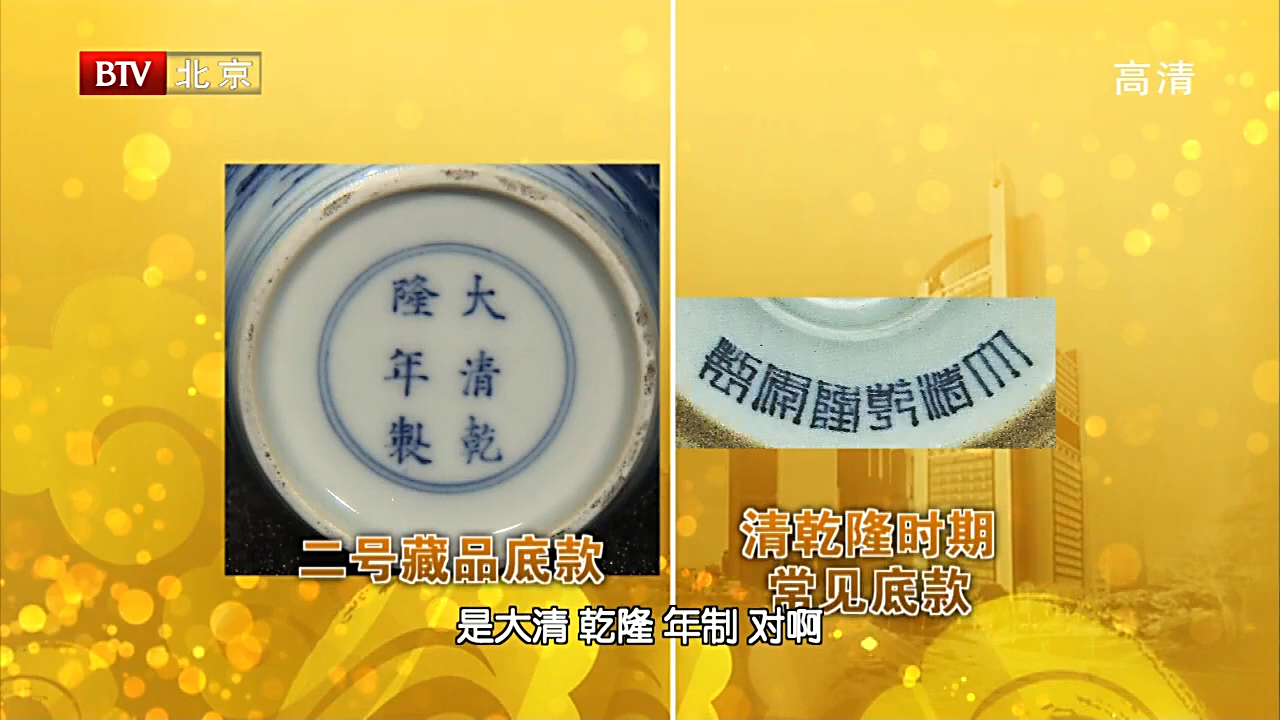 BTV 北京
高清
大清乾
隆年製
大清乾隆年製
二号藏品底款
清乾隆时期
常见底款
是大清 乾隆 年制 对啊